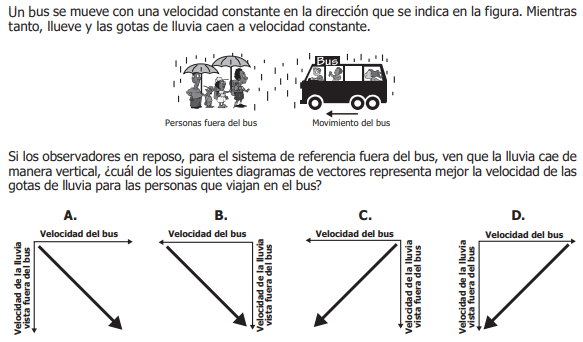 Un bus se mueve con una velocidad constante en la dirección que se indica en la figura. Mientras
tanto, llueve y las gotas de lluvia caen a velocidad constante.
Bus
Personas fuera del bus
Movimiento del bus
Si los observadores en reposo, para el sistema de referencia fuera del bus, ven que la lluvia cae de
manera vertical, ¿cuál de los siguientes diagramas de vectores representa mejor la velocidad de las
gotas de lluvia para las personas que viajan en el bus?
A.
Velocidad del bus
Velocidad de la lluvia
vista fuera del bus
B.
Velocidad del bus
Velocidad de la lluvia
vista fuera del bus
C.
Velocidad del bus
Velocidad de la lluvia
vista fuera del bus
D.
Velocidad del bus
Velocidad de la lluvia
vista fuera del bus